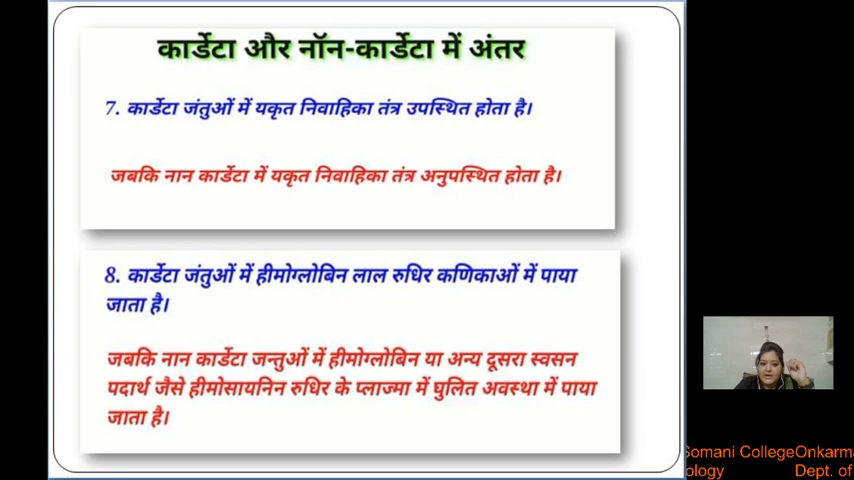 कार्डेटा और नॉन-कार्डेटा में अंतर
7. कार्डेटा जंतुओं में यकृत निवाहिका तंत्र उपस्थित होता है।
जबकि नान कार्डेटा में यकृत निवाहिका तंत्र अनुपस्थित होता है।
8. कार्डेटा जंतुओं में हीमोग्लोबिन लाल रुधिर कणिकाओं में पाया
जाता है।
जबकि नान कार्डेटा जन्तुओं में हीमोग्लोबिन या अन्य दूसरा स्वसन
पदार्थ जैसे हीमोसायनिन रुधिर के प्लाज्मा में घुलित अवस्था में पाया
जाता है।
Somani CollegeOnkarm
ology Dept. of